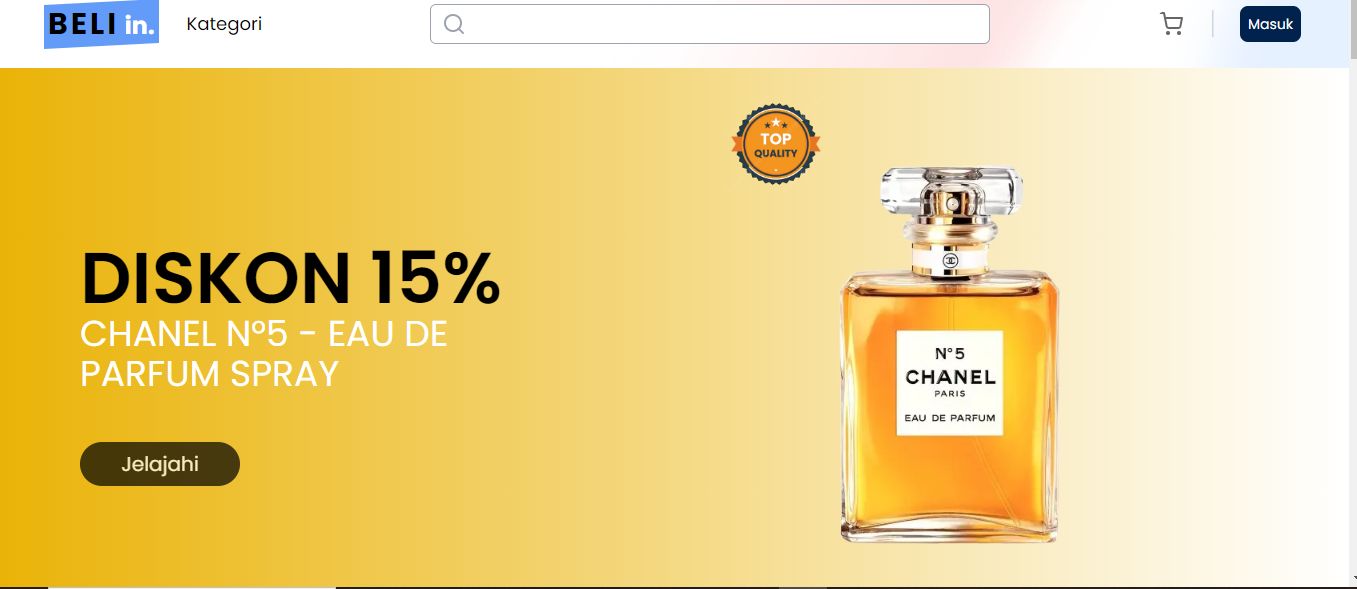 BELI in.
Kategori
Masuk
TOP
QUALITY
DISKON 15%
CHANEL N°5 - EAU DE
PARFUM SPRAY
Jelajahi
N°5
CHANEL
PARIS
EAU DE PARFUM